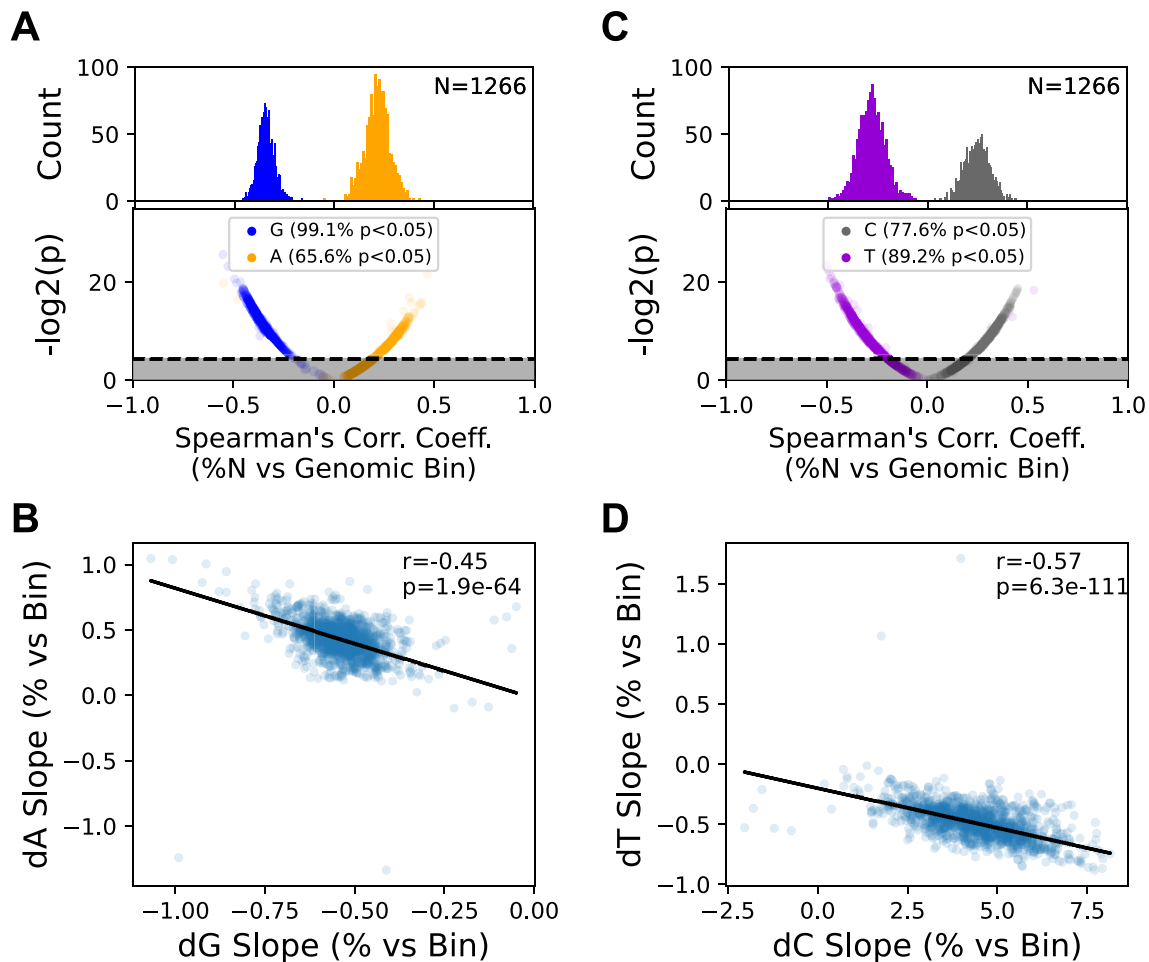 A
100
50
0
Count
N=1266
G (99.1% p<0.05)
A (65.6% p<0.05)
20
0
-log2(p)
−1.0 −0.5 0.0 0.5 1.0
Spearman's Corr. Coeff.
(%N vs Genomic Bin)
C
100
50
0
Count
N=1266
C (77.6% p<0.05)
T (89.2% p<0.05)
20
0
-log2(p)
−1.0 −0.5 0.0 0.5 1.0
Spearman's Corr. Coeff.
(%N vs Genomic Bin)
B
r=-0.45
p=1.9e-64
1.0
0.5
0.0
−0.5
−1.0
dA Slope (% vs Bin)
−1.00 −0.75 −0.50 −0.25 0.00
dG Slope (% vs Bin)
D
r=-0.57
p=6.3e-111
1.5
1.0
0.5
0.0
−0.5
−1.0
dT Slope (% vs Bin)
−2.5 0.0 2.5 5.0 7.5
dC Slope (% vs Bin)